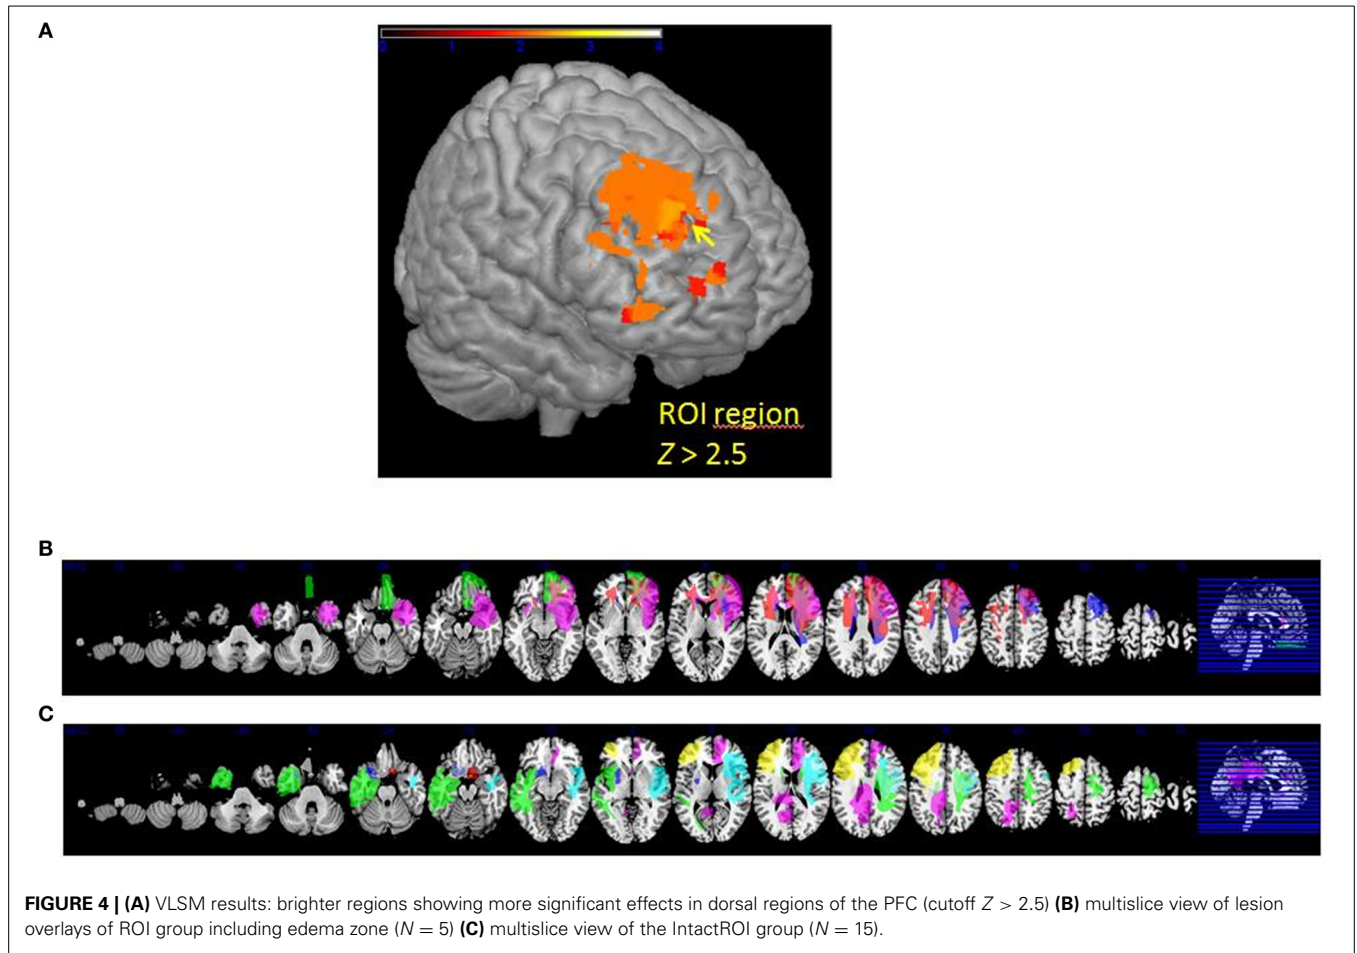 A
0 1 2 3 4
ROI region
Z > 2.5
B
C
FIGURE 4 | (A) VLSM results: brighter regions showing more significant effects in dorsal regions of the PFC (cutoff Z > 2.5) (B) multislice view of lesion
overlays of ROI group including edema zone (N = 5) (C) multislice view of the IntactROI group (N = 15).